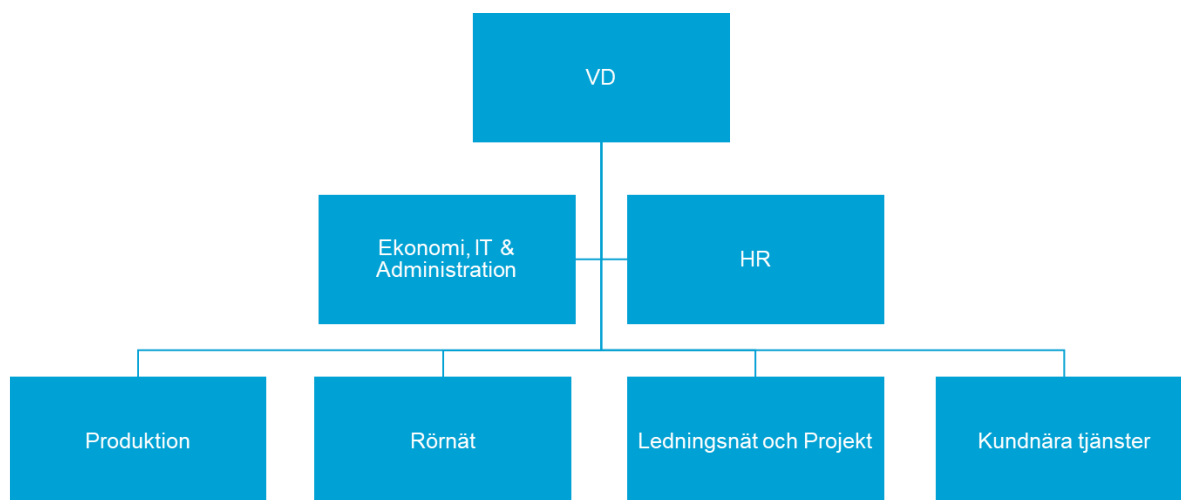 VD
Ekonomi, IT &
Administration
HR
Produktion
Rörnät
Ledningsnät och Projekt
Kundnära tjänster